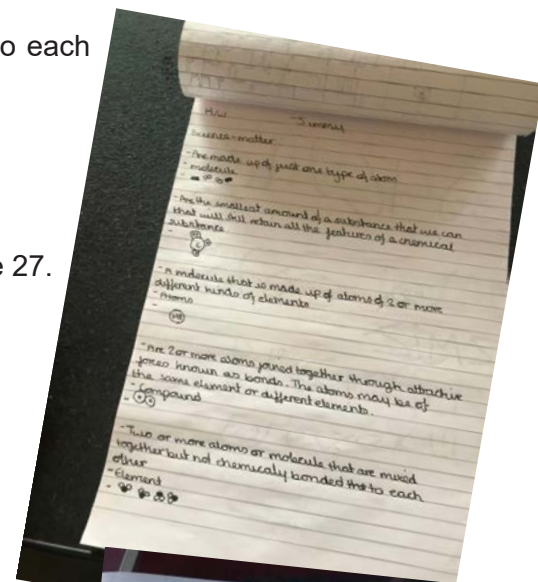 o each
e 27.
H/W
Science-matter
-Are made up of just one type of atom
-molecule
-Are the smallest amount of a substance that we can
that will still retain all the features of a chemical
substance
-A molecule that is made up of atoms of 2 or more
different kinds of elements
-Atoms
-Are 2 or more atoms joined together through attractive
forces known as bonds. The atoms may be of
the same element or different elements.
-Compound
-Two or more atoms or molecule that are mixed
together but not chemicaly bonded to each
other
-Element